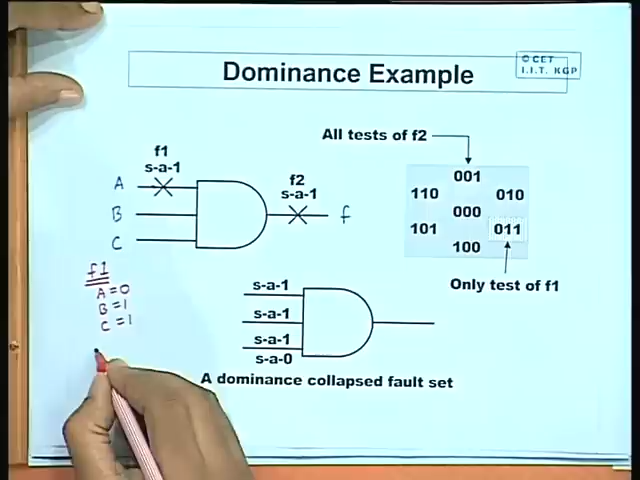 Dominance Example
© CET
I.I.T. KGP
All tests of f2
f1
s-a-1
f2
s-a-1
A
B
C
f
001
110
010
000
101
011
100
Only test of f1
f1
A=0
B=1
C=1
s-a-1
s-a-1
s-a-1
s-a-0
A dominance collapsed fault set